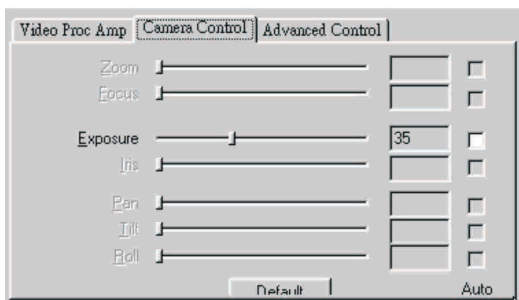 Video Proc Amp Camera Control Advanced Control
Zoom
Focus
Exposure 35
Iris
Pan
Tilt
Roll
Default Auto